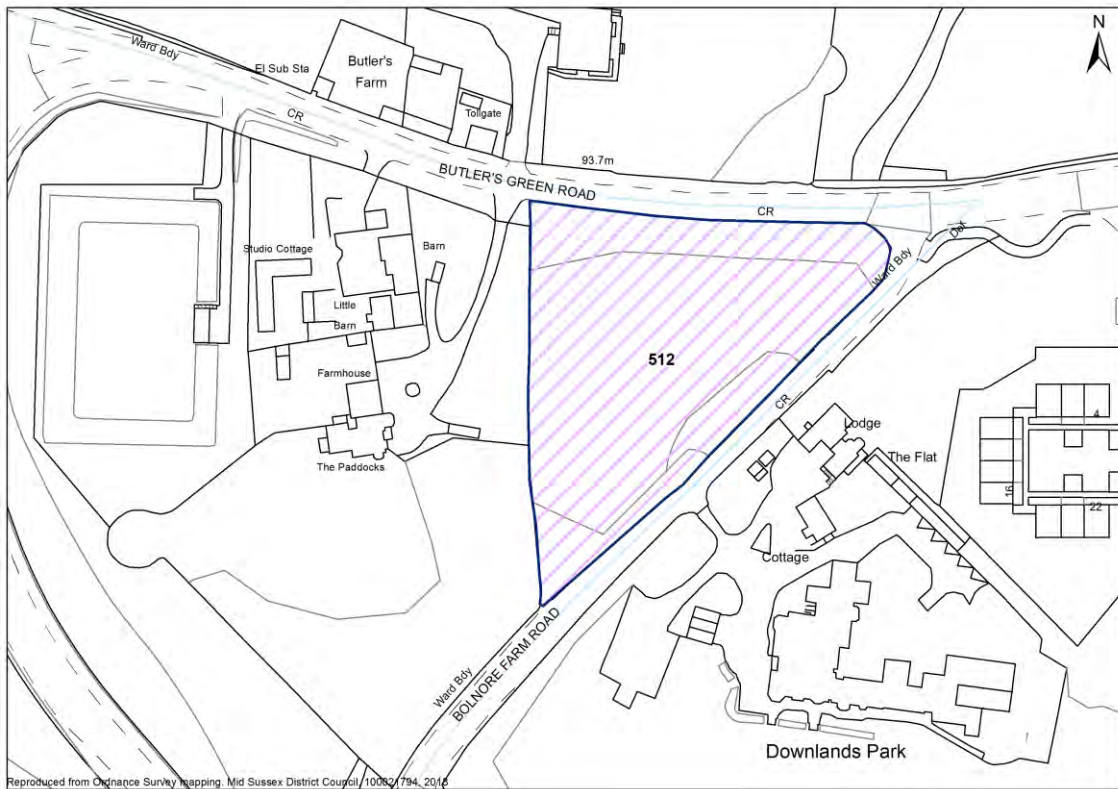 N
Ward Bdy
El Sub Sta
Butler's
Farm
Tollgate
CR
93.7m
BUTLER'S GREEN ROAD
CR
Def
Ward Bdy
Studio Cottage
Barn
Little
Barn
512
Farmhouse
CR
4
Lodge
The Flat
The Paddocks
16
22
Cottage
BOLNORE FARM ROAD
Ward Bdy
Downlands Park
Reproduced from Ordnance Survey mapping. Mid Sussex District Council. 100021794, 2018